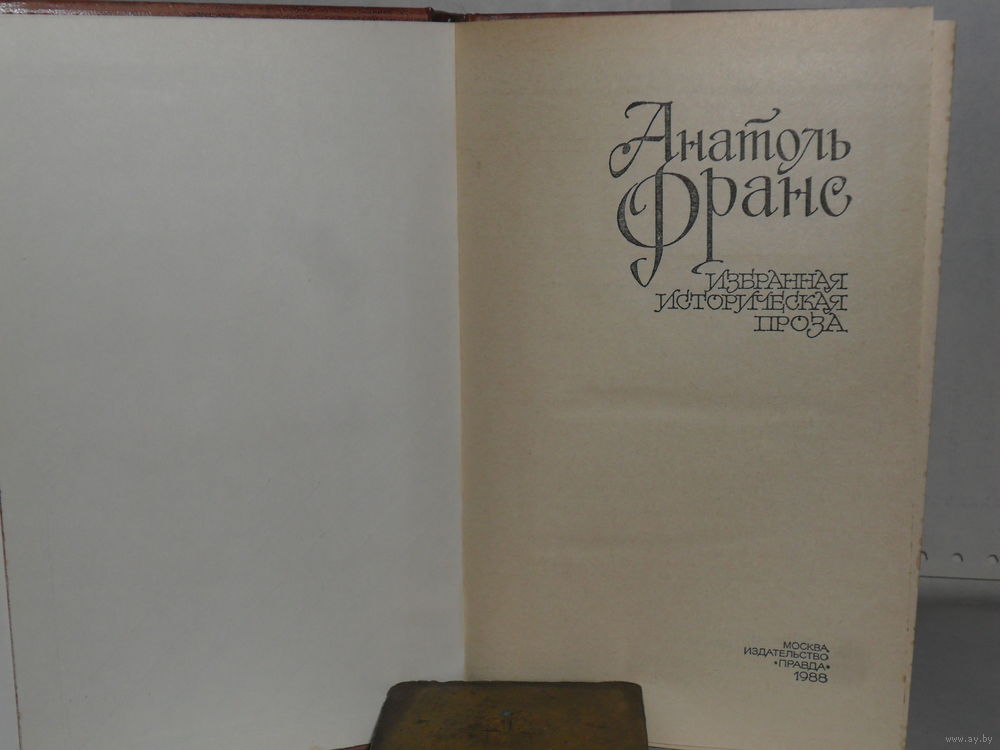 Анатоль
Франс
ИЗБРАННАЯ
ИСТОРИЧЕСКАЯ
ПРОЗА
МОСКВА
ИЗДАТЕЛЬСТВО
«ПРАВДА»
1988
www.ay.by